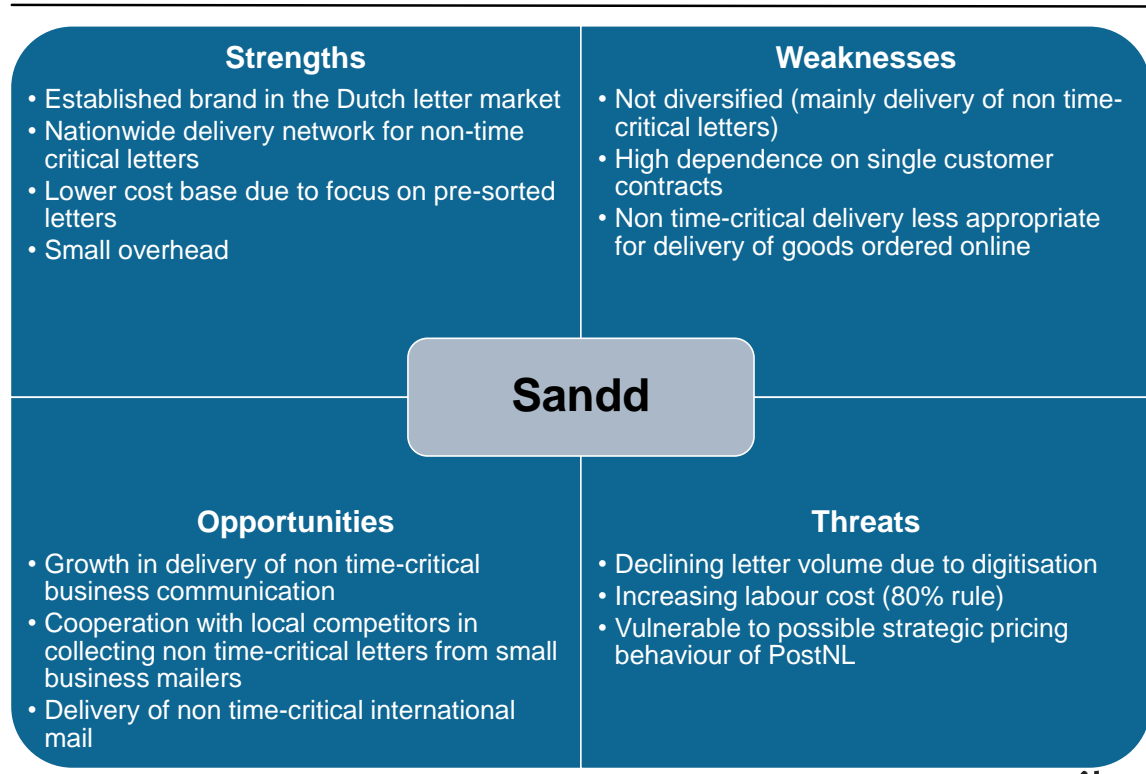 Strengths
• Established brand in the Dutch letter market
• Nationwide delivery network for non-time
critical letters
• Lower cost base due to focus on pre-sorted
letters
• Small overhead
Weaknesses
• Not diversified (mainly delivery of non time-
critical letters)
• High dependence on single customer
contracts
• Non time-critical delivery less appropriate
for delivery of goods ordered online
Sandd
Opportunities
• Growth in delivery of non time-critical
business communication
• Cooperation with local competitors in
collecting non time-critical letters from small
business mailers
• Delivery of non time-critical international
mail
Threats
• Declining letter volume due to digitisation
• Increasing labour cost (80% rule)
• Vulnerable to possible strategic pricing
behaviour of PostNL